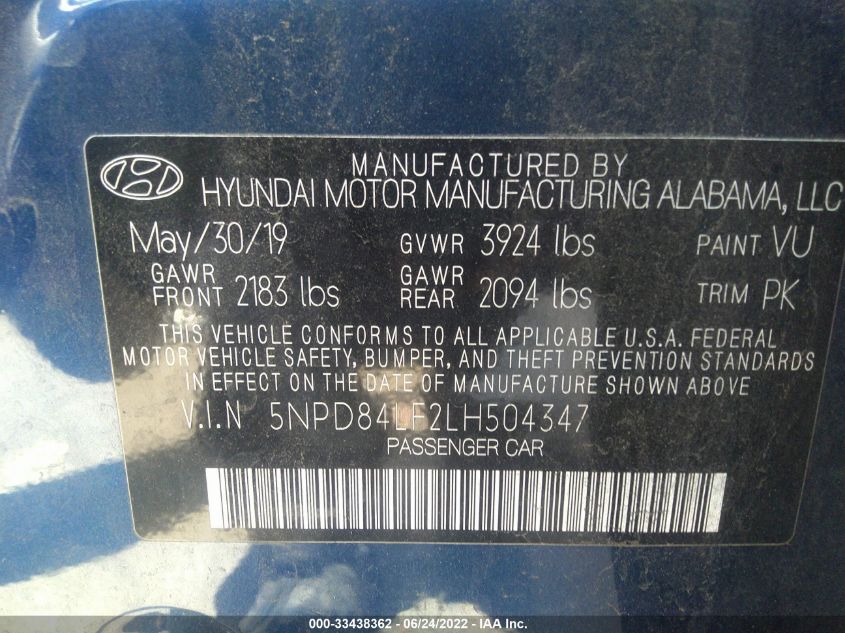 MANUFACTURED BY
HYUNDAI MOTOR MANUFACTURING ALABAMA, LLC
May/30/19 GVWR 3924 lbs PAINT VU
GAWR FRONT 2183 lbs GAWR REAR 2094 lbs TRIM PK
THIS VEHICLE CONFORMS TO ALL APPLICABLE U.S.A. FEDERAL
MOTOR VEHICLE SAFETY, BUMPER, AND THEFT PREVENTION STANDARDS
IN EFFECT ON THE DATE OF MANUFACTURE SHOWN ABOVE
V.I.N 5NPD84LF2LH504347
PASSENGER CAR
000-33438362 - 06/24/2022 - IAA Inc.